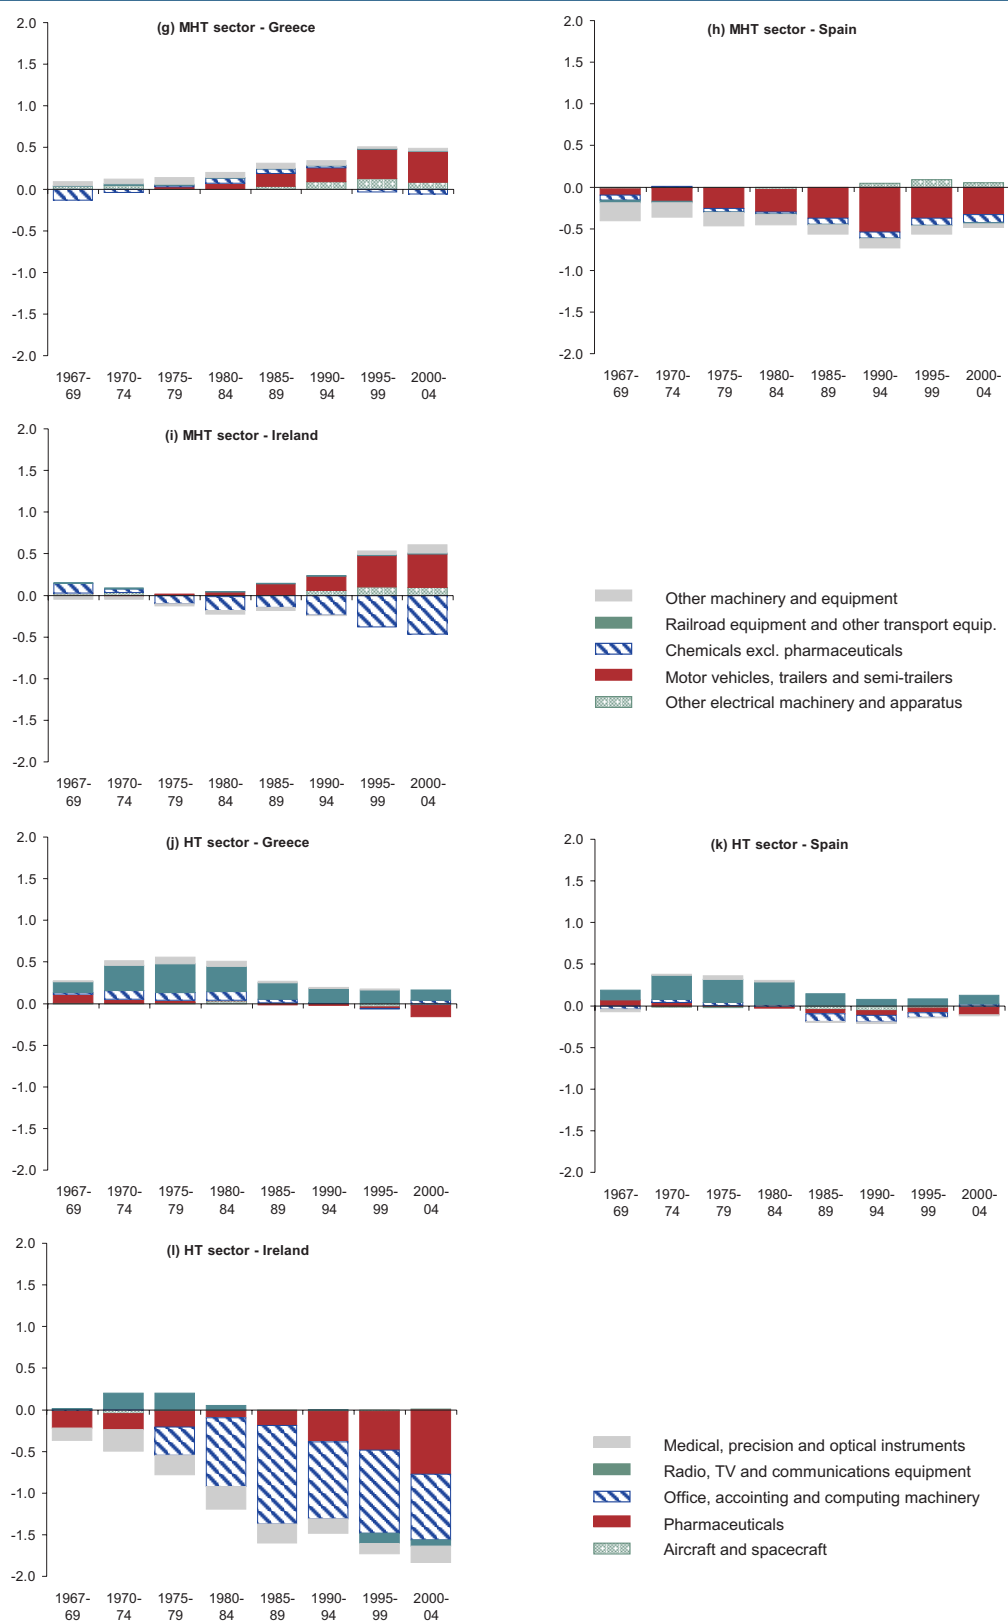 (g) MHT sector - Greece
2.0
1.5
1.0
0.5
0.0
-0.5
-1.0
-1.5
-2.0
1967- 1970- 1975- 1980- 1985- 1990- 1995- 2000-
69 74 79 84 89 94 99 04
(h) MHT sector - Spain
2.0
1.5
1.0
0.5
0.0
-0.5
-1.0
-1.5
-2.0
1967- 1970- 1975- 1980- 1985- 1990- 1995- 2000-
69 74 79 84 89 94 99 04
(i) MHT sector - Ireland
2.0
1.5
1.0
0.5
0.0
-0.5
-1.0
-1.5
-2.0
1967- 1970- 1975- 1980- 1985- 1990- 1995- 2000-
69 74 79 84 89 94 99 04
Other machinery and equipment
Railroad equipment and other transport equip.
Chemicals excl. pharmaceuticals
Motor vehicles, trailers and semi-trailers
Other electrical machinery and apparatus
(j) HT sector - Greece
2.0
1.5
1.0
0.5
0.0
-0.5
-1.0
-1.5
-2.0
1967- 1970- 1975- 1980- 1985- 1990- 1995- 2000-
69 74 79 84 89 94 99 04
(k) HT sector - Spain
2.0
1.5
1.0
0.5
0.0
-0.5
-1.0
-1.5
-2.0
1967- 1970- 1975- 1980- 1985- 1990- 1995- 2000-
69 74 79 84 89 94 99 04
(l) HT sector - Ireland
2.0
1.5
1.0
0.5
0.0
-0.5
-1.0
-1.5
-2.0
1967- 1970- 1975- 1980- 1985- 1990- 1995- 2000-
69 74 79 84 89 94 99 04
Medical, precision and optical instruments
Radio, TV and communications equipment
Office, accointing and computing machinery
Pharmaceuticals
Aircraft and spacecraft